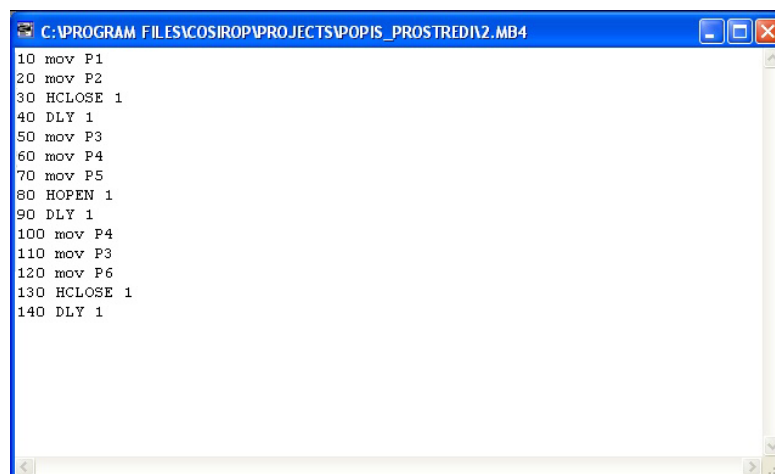 C:\PROGRAM FILES\COSIROP\PROJECTS\POPIS_PROSTREDI\2.MB4
10 mov P1
20 mov P2
30 HCLOSE 1
40 DLY 1
50 mov P3
60 mov P4
70 mov P5
80 HOPEN 1
90 DLY 1
100 mov P4
110 mov P3
120 mov P6
130 HCLOSE 1
140 DLY 1